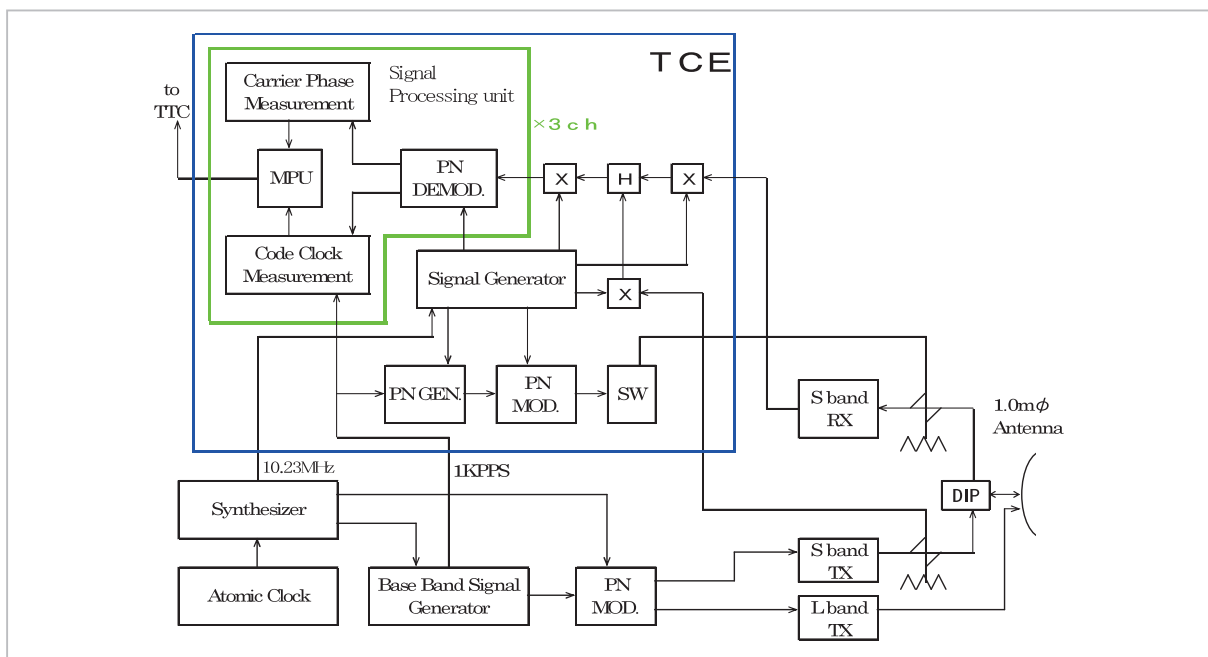 TCE
Carrier Phase
Measurement
Signal
Processing unit
to
TTC
×3ch
MPU
PN
DEMOD.
X
H
X
Code Clock
Measurement
Signal Generator
X
PN GEN.
PN
MOD.
SW
S band
RX
1.0mϕ
Antenna
10.23MHz
1KPPS
Synthesizer
DIP
S band
TX
Atomic Clock
Base Band Signal
Generator
PN
MOD.
L band
TX